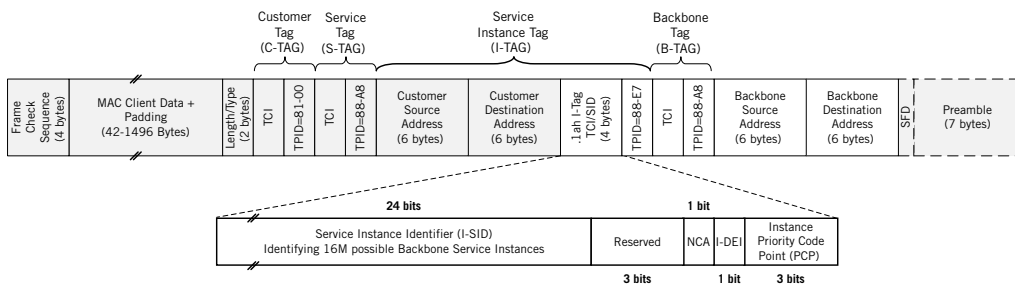 Customer
Tag
(C-TAG)
Service
Tag
(S-TAG)
Service
Instance Tag
(I-TAG)
Backbone
Tag
(B-TAG)
Frame
Check
Sequence
(4 bytes)
MAC Client Data +
Padding
(42-1496 Bytes)
Length/Type
(2 bytes)
TCI
TPID=81-00
TCI
TPID=88-A8
Customer
Source
Address
(6 bytes)
Customer
Destination
Address
(6 bytes)
.1ah I-Tag
TCI/SID
(4 bytes)
TPID=88-E7
TCI
TPID=88-A8
Backbone
Source
Address
(6 bytes)
Backbone
Destination
Address
(6 bytes)
SFD
Preamble
(7 bytes)
24 bits
1 bit
Service Instance Identifier (I-SID)
Identifying 16M possible Backbone Service Instances
Reserved
NCA
I-DEI
Instance
Priority Code
Point (PCP)
3 bits
1 bit
3 bits